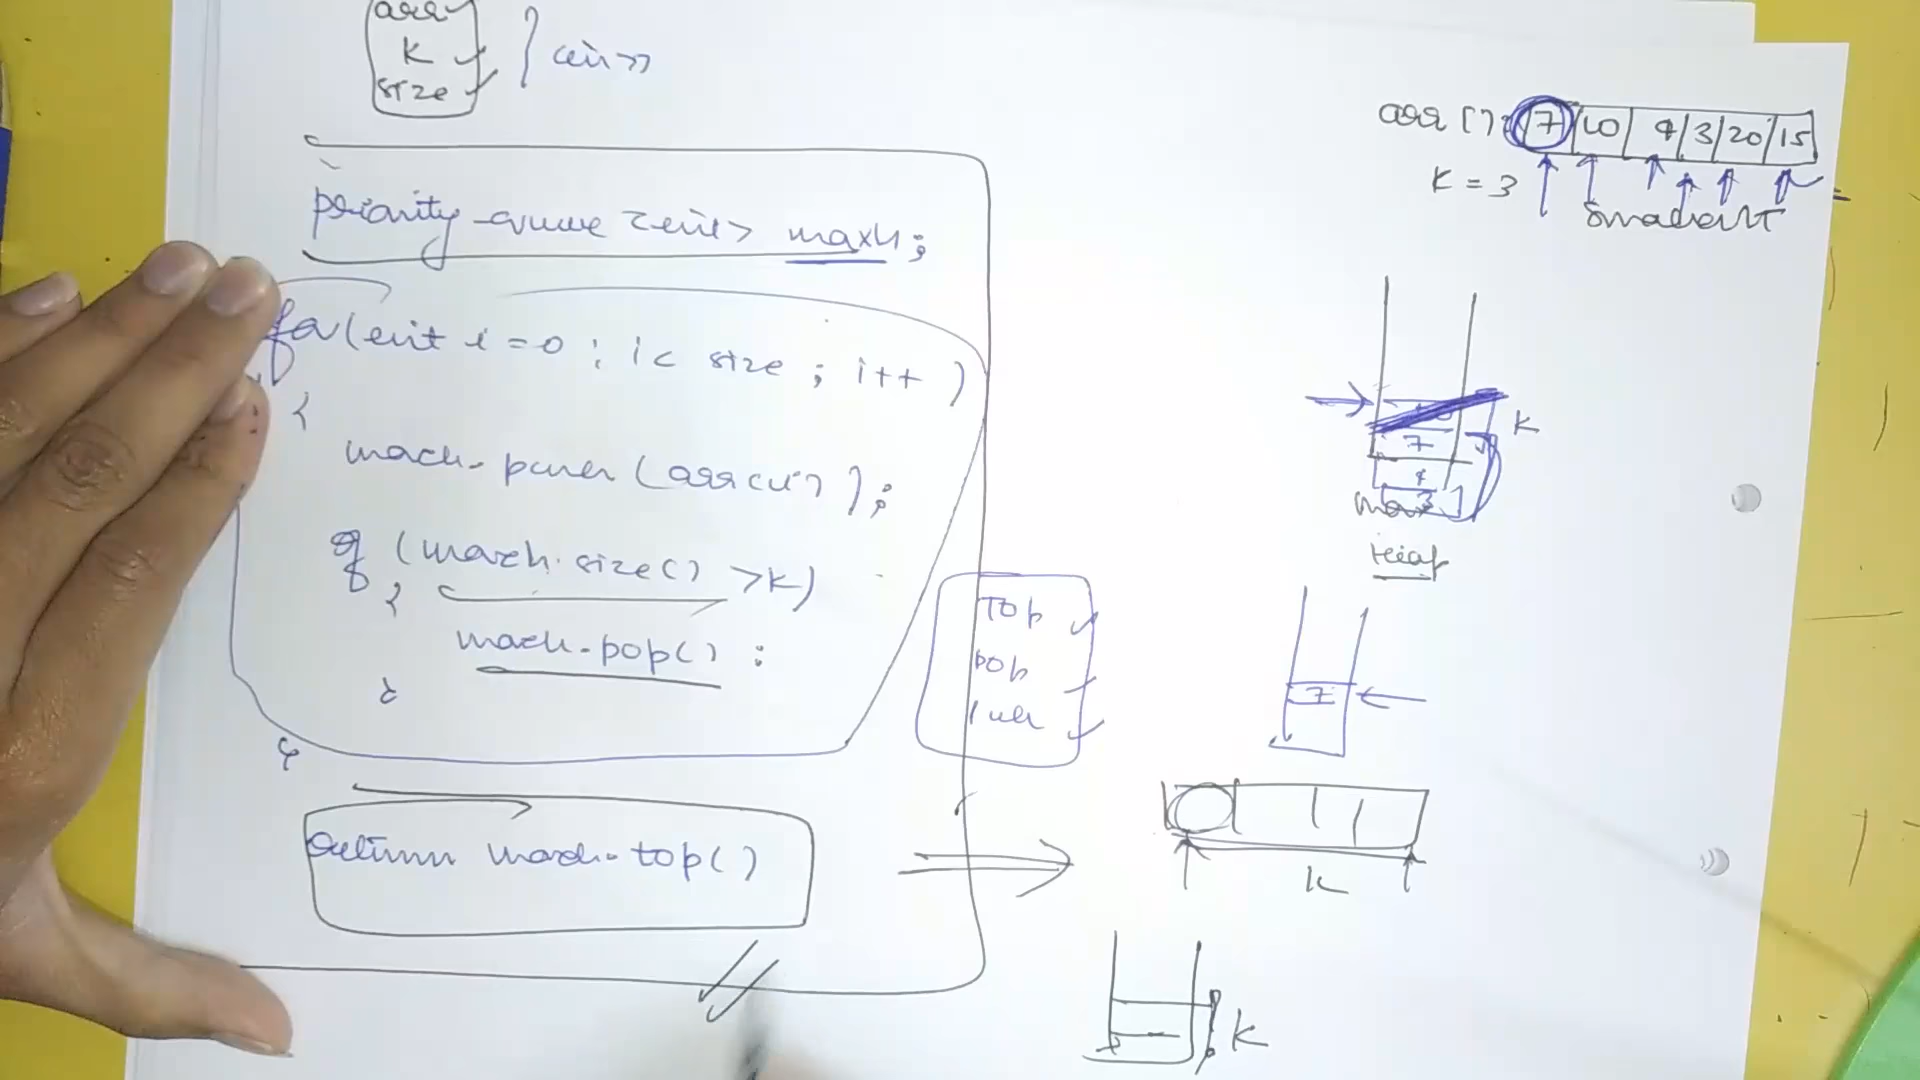 arr
K
size
cin>>
priority_queue <int> maxh;
for(int i=0; i< size; i++)
{
maxh.push(arr[i]);
if (maxh.size() >K)
{
maxh.pop();
}
}
return maxh.top()
Top
pop
push
arr[]: 7 10 4 3 20 15
K = 3
smallest
K
7
4
3
max
Heap
7
K
K